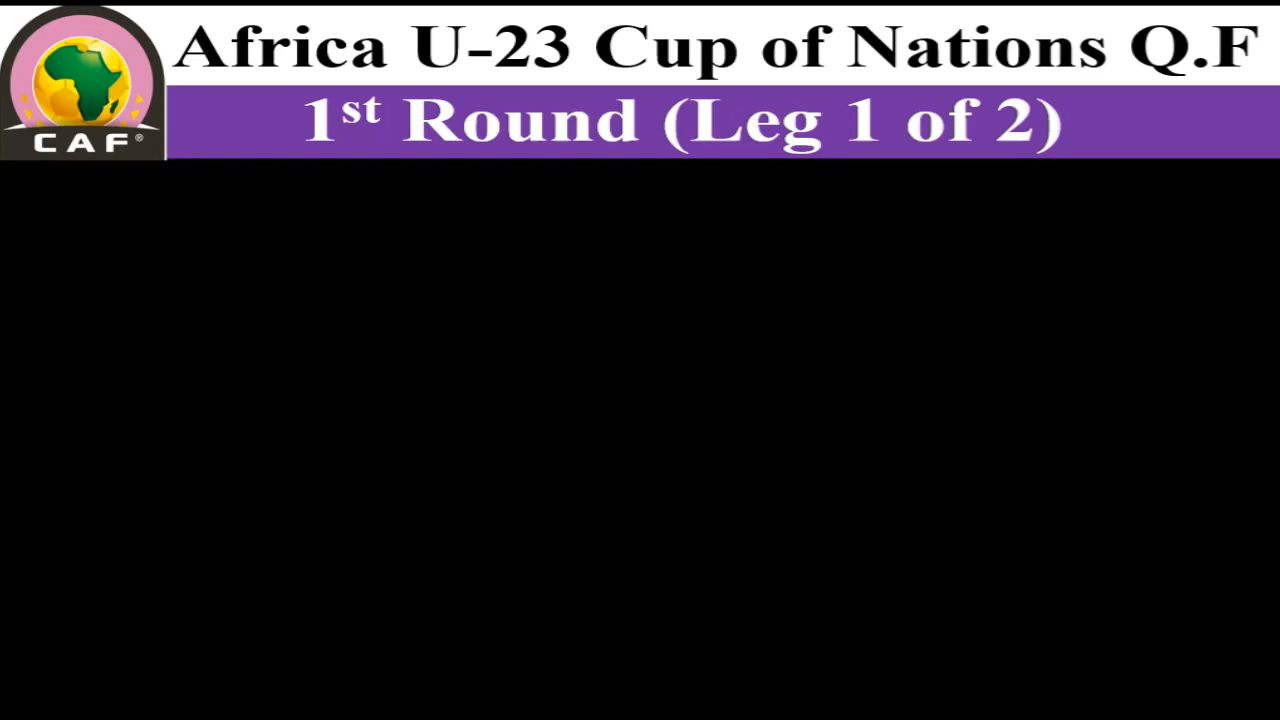 Africa U-23 Cup of Nations Q.F
1st Round (Leg 1 of 2)
CAF®